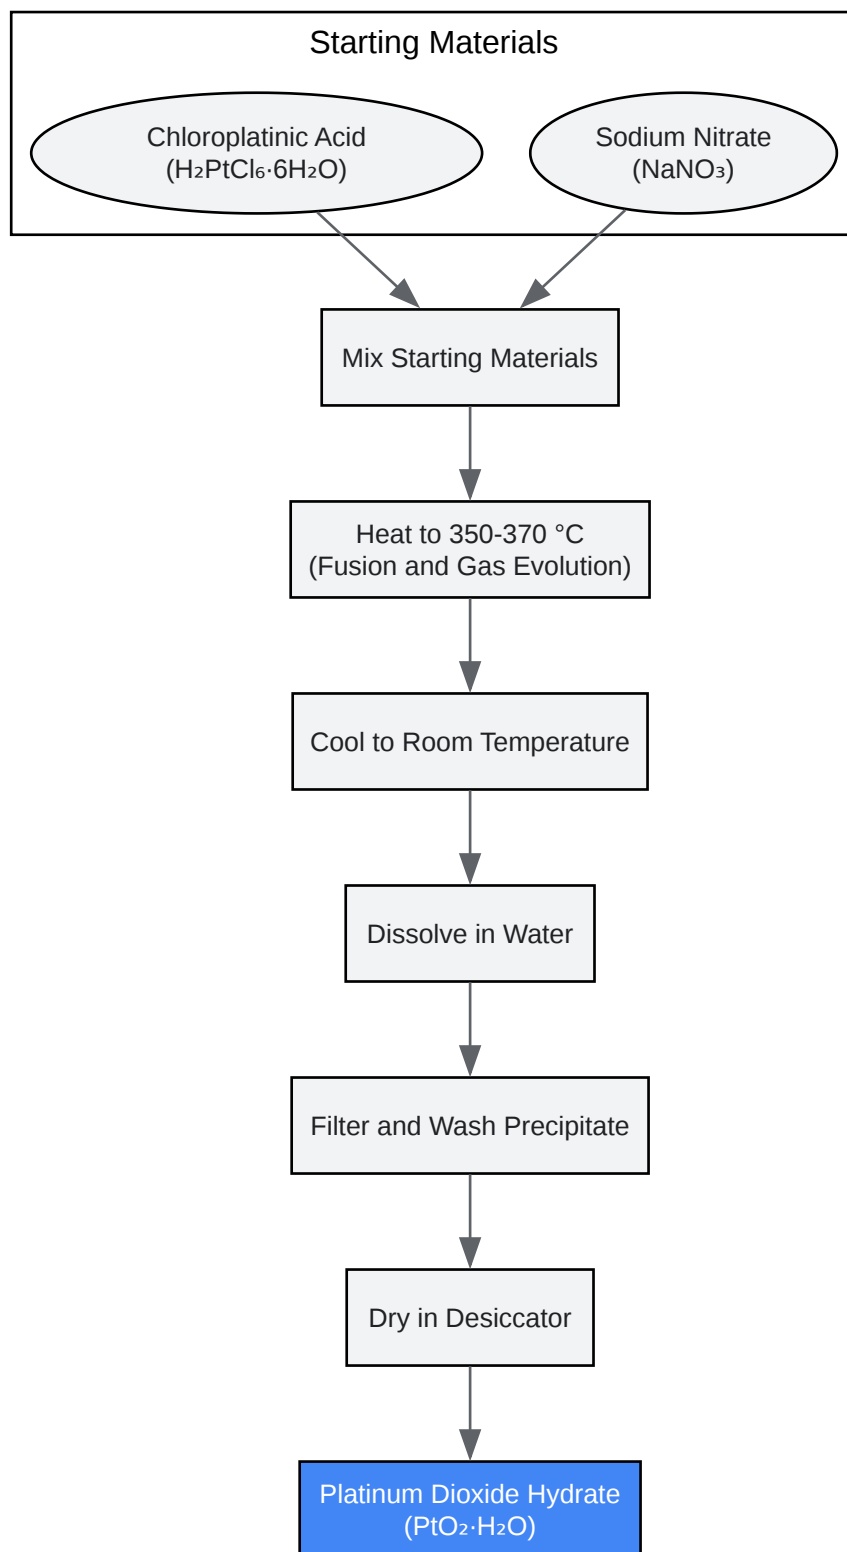 Starting Materials
Chloroplatinic Acid
(H₂PtCl₆·6H₂O)
Sodium Nitrate
(NaNO₃)
Mix Starting Materials
Heat to 350-370 °C
(Fusion and Gas Evolution)
Cool to Room Temperature
Dissolve in Water
Filter and Wash Precipitate
Dry in Desiccator
Platinum Dioxide Hydrate
(PtO₂·H₂O)